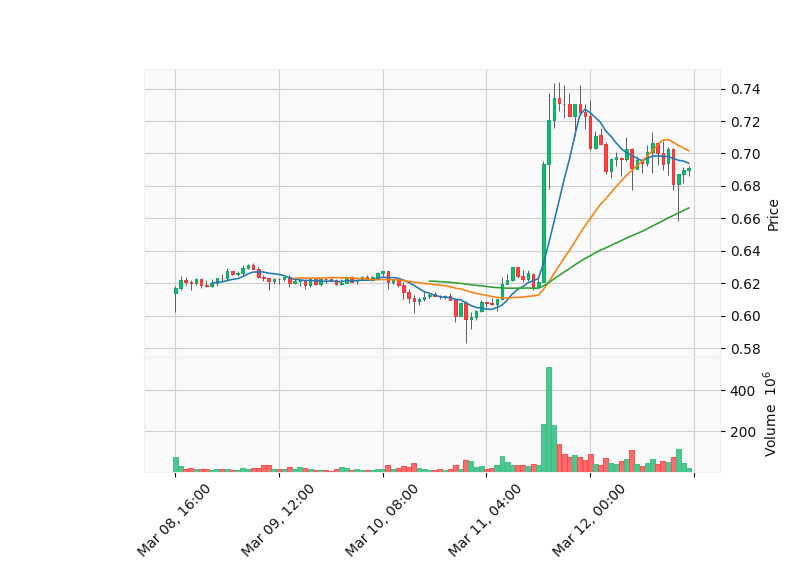 0.74
0.72
0.70
0.68
0.66
0.64
0.62
0.60
0.58
Price
400
200
Volume 10^6
Mar 08, 16:00
Mar 09, 12:00
Mar 10, 08:00
Mar 11, 04:00
Mar 12, 00:00